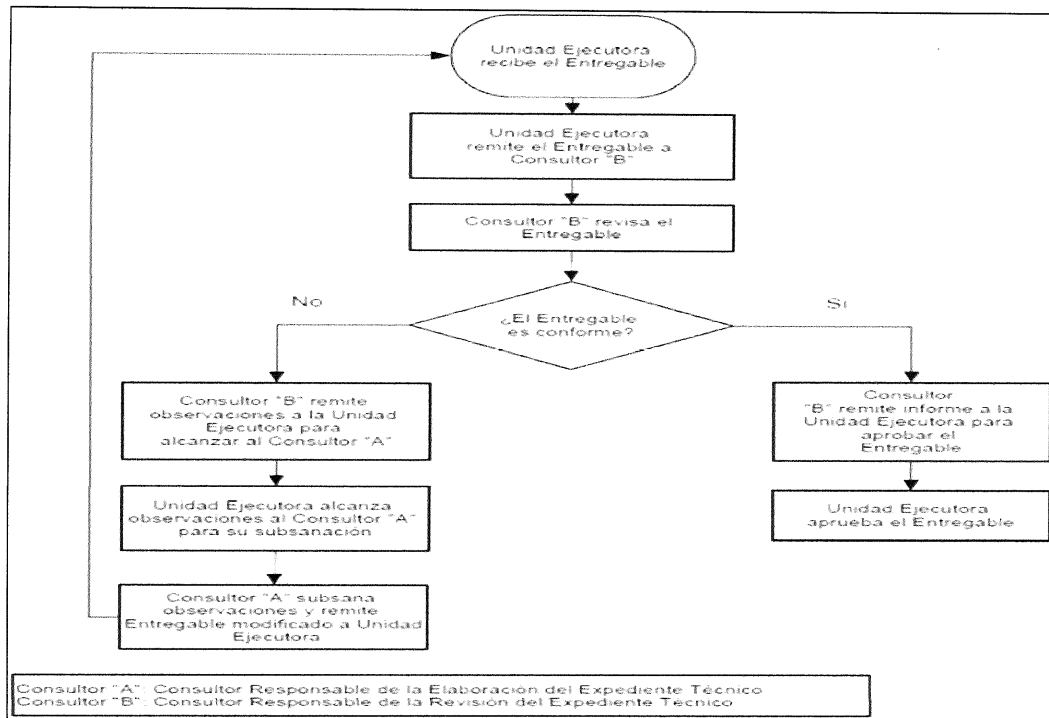 Unidad Ejecutora
recibe el Entregable
Unidad Ejecutora
remite el Entregable a
Consultor "B"
Consultor "B" revisa el
Entregable
¿El Entregable
es conforme?
No
Si
Consultor "B" remite
observaciones a la Unidad
Ejecutora para
alcanzar al Consultor "A"
Unidad Ejecutora alcanza
observaciones al Consultor "A"
para su subsanación
Consultor "A" subsana
observaciones y remite
Entregable modificado a Unidad
Ejecutora
Consultor
"B" remite informe a la
Unidad Ejecutora para
aprobar el
Entregable
Unidad Ejecutora
aprueba el Entregable
Consultor "A": Consultor Responsable de la Elaboración del Expediente Técnico
Consultor "B": Consultor Responsable de la Revisión del Expediente Técnico